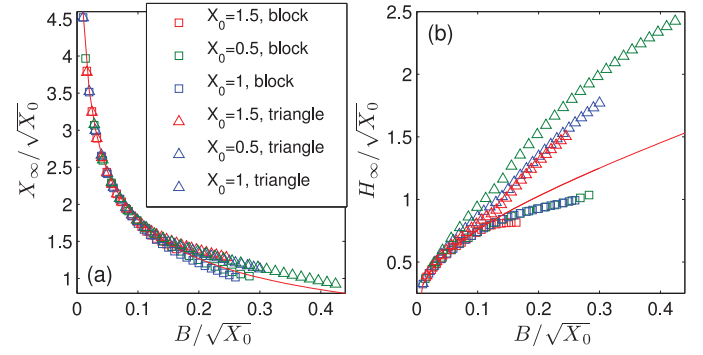 4.5
4
3.5
3
2.5
2
1.5
1
X∞/√X0
(a)
0 0.1 0.2 0.3 0.4
B/√X0
X0=1.5, block
X0=0.5, block
X0=1, block
X0=1.5, triangle
X0=0.5, triangle
X0=1, triangle
2.5
2
1.5
1
0.5
H∞/√X0
(b)
0 0.1 0.2 0.3 0.4
B/√X0